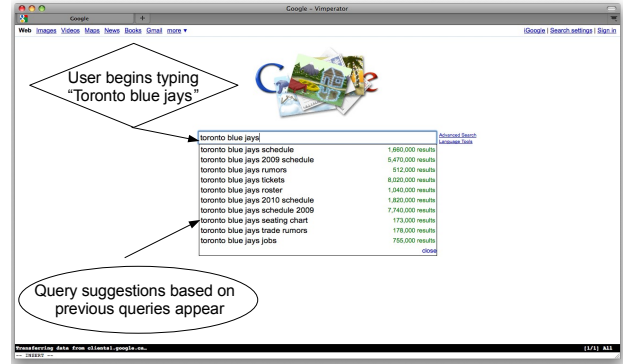 Google - Vimperator
Google
+
Web Images Videos Maps News Books Gmail more ▼
iGoogle | Search settings | Sign in
User begins typing
“Toronto blue jays”
Google
toronto blue jays
Advanced Search
Language Tools
toronto blue jays schedule 1,660,000 results
toronto blue jays 2009 schedule 5,470,000 results
toronto blue jays rumors 512,000 results
toronto blue jays tickets 8,020,000 results
toronto blue jays roster 1,040,000 results
toronto blue jays 2010 schedule 1,820,000 results
toronto blue jays schedule 2009 7,740,000 results
toronto blue jays seating chart 173,000 results
toronto blue jays trade rumors 178,000 results
toronto blue jays jobs 755,000 results
close
Query suggestions based on
previous queries appear
Transferring data from clients1.google.ca…
[1/1] All
-- INSERT --